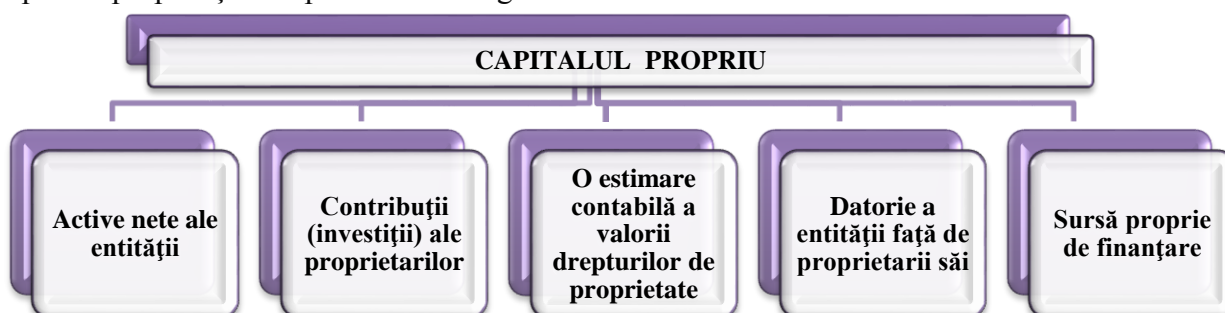 CAPITALUL PROPRIU
Active nete ale
entităţii
Contribuţii
(investiţii) ale
proprietarilor
O estimare
contabilă a
valorii
drepturilor de
proprietate
Datorie a
entităţii faţă de
proprietarii săi
Sursă proprie
de finanţare